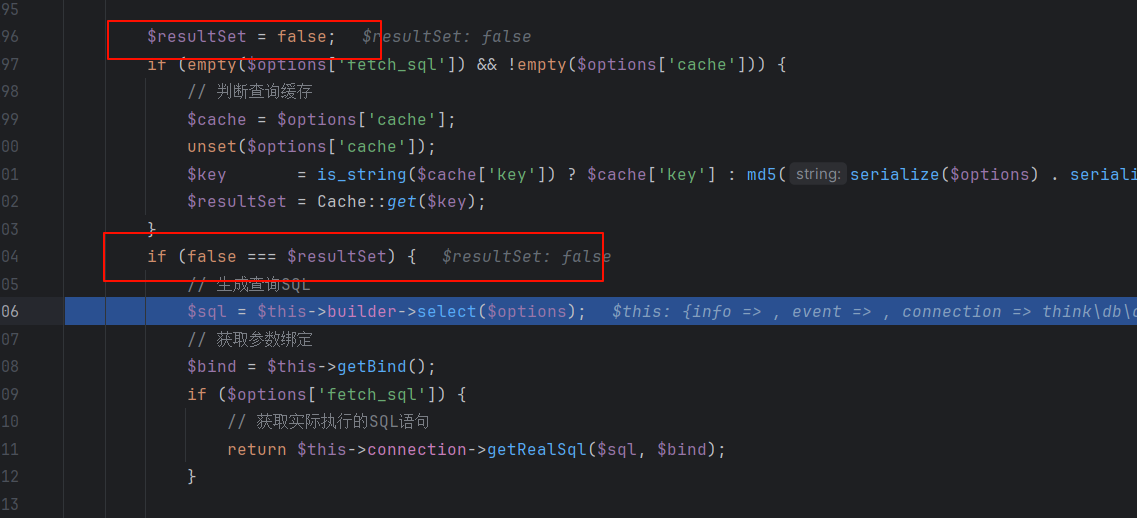 95
96 $resultSet = false; $resultSet: false
97 if (empty($options['fetch_sql']) && !empty($options['cache'])) {
98 // 判断查询缓存
99 $cache = $options['cache'];
00 unset($options['cache']);
01 $key = is_string($cache['key']) ? $cache['key'] : md5( string: serialize($options) . seriali
02 $resultSet = Cache::get($key);
03 }
04 if (false === $resultSet) { $resultSet: false
05 // 生成查询SQL
06 $sql = $this->builder->select($options); $this: {info => , event => , connection => think\db\c
07 // 获取参数绑定
08 $bind = $this->getBind();
09 if ($options['fetch_sql']) {
10 // 获取实际执行的SQL语句
11 return $this->connection->getRealSql($sql, $bind);
12 }
13